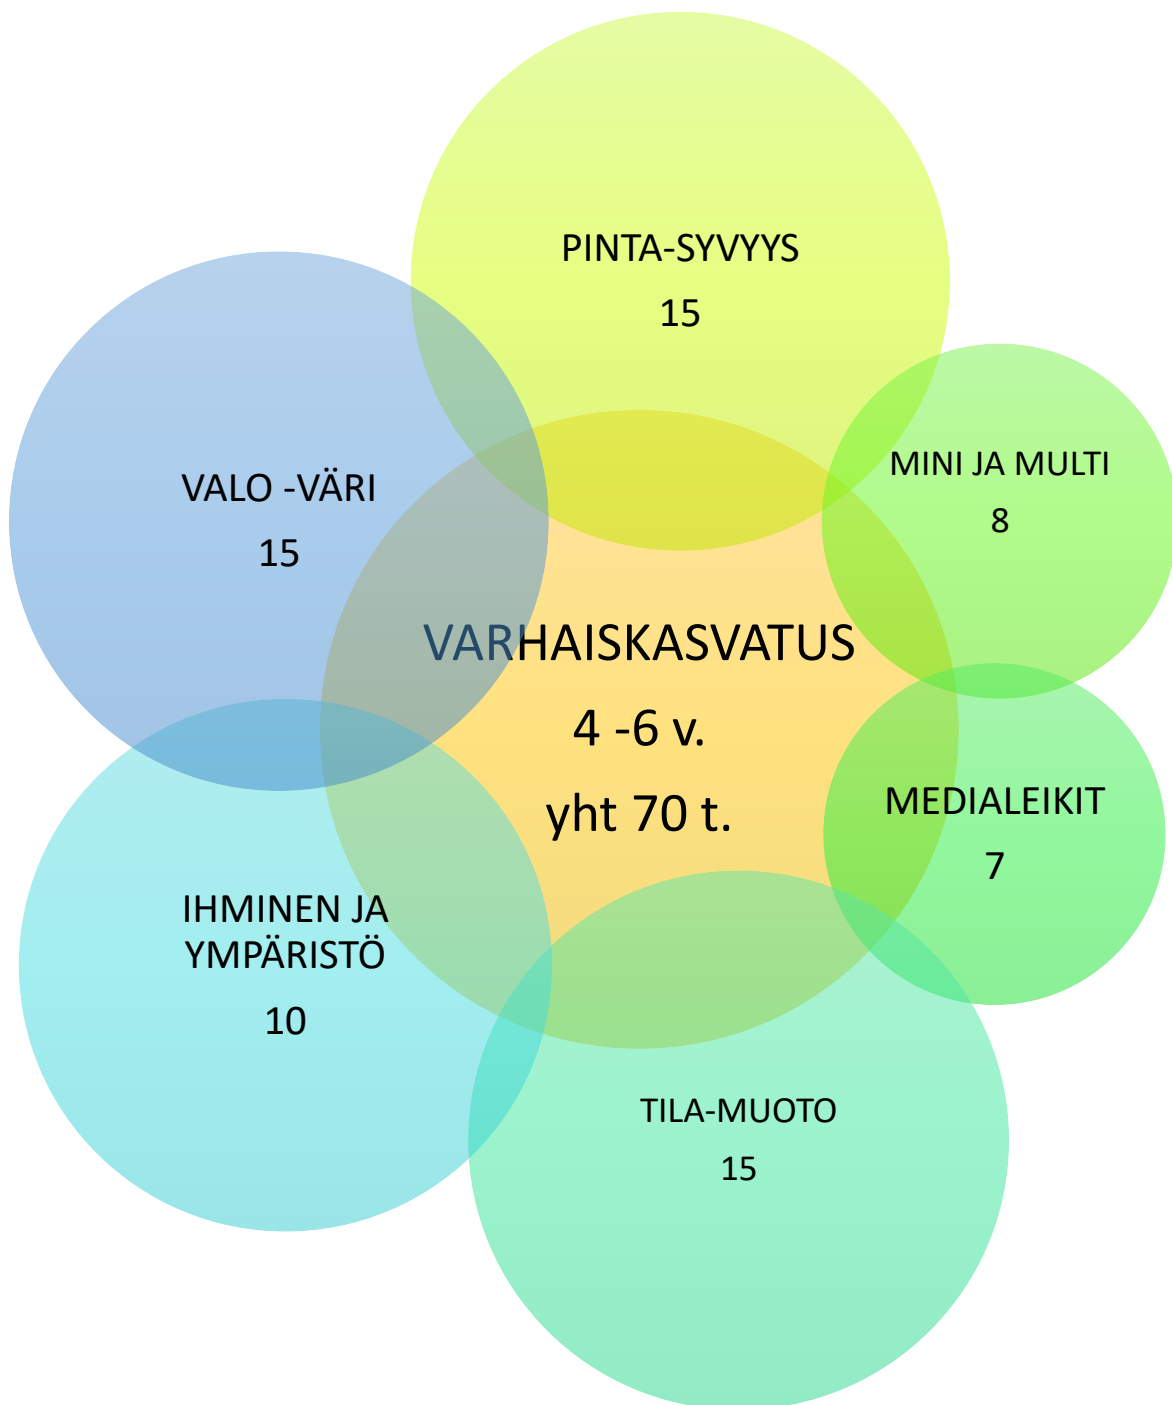 PINTA-SYVYYS
15
MINI JA MULTI
8
VALO -VÄRI
15
VARHAISKASVATUS
4 -6 v.
yht 70 t.
MEDIALEIKIT
7
IHMINEN JA
YMPÄRISTÖ
10
TILA-MUOTO
15